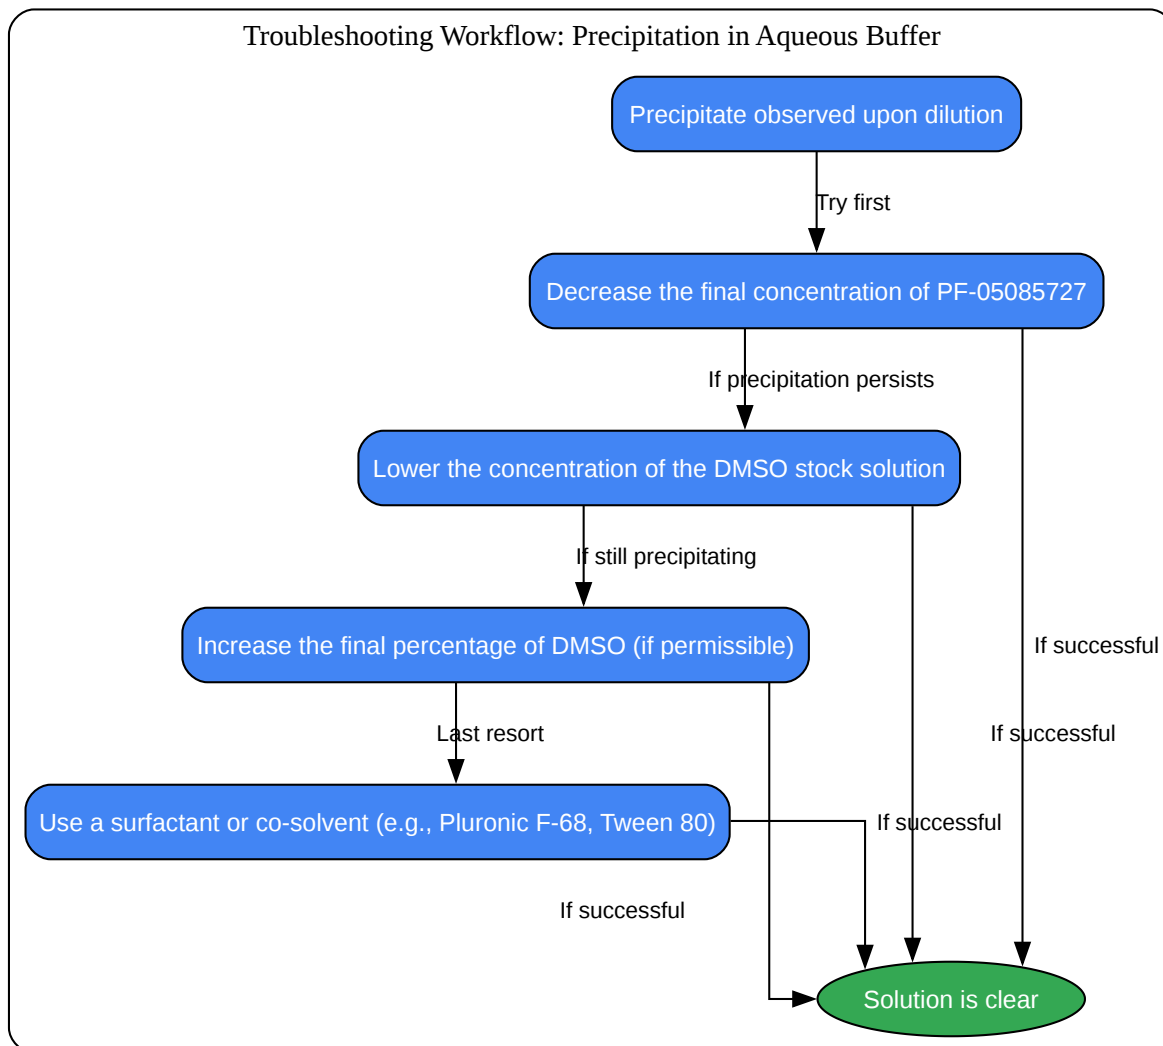 Troubleshooting Workflow: Precipitation in Aqueous Buffer
Precipitate observed upon dilution
Try first
Decrease the final concentration of PF-05085727
If precipitation persists
Lower the concentration of the DMSO stock solution
If still precipitating
Increase the final percentage of DMSO (if permissible)
If successful
Last resort
If successful
Use a surfactant or co-solvent (e.g., Pluronic F-68, Tween 80)
If successful
If successful
Solution is clear